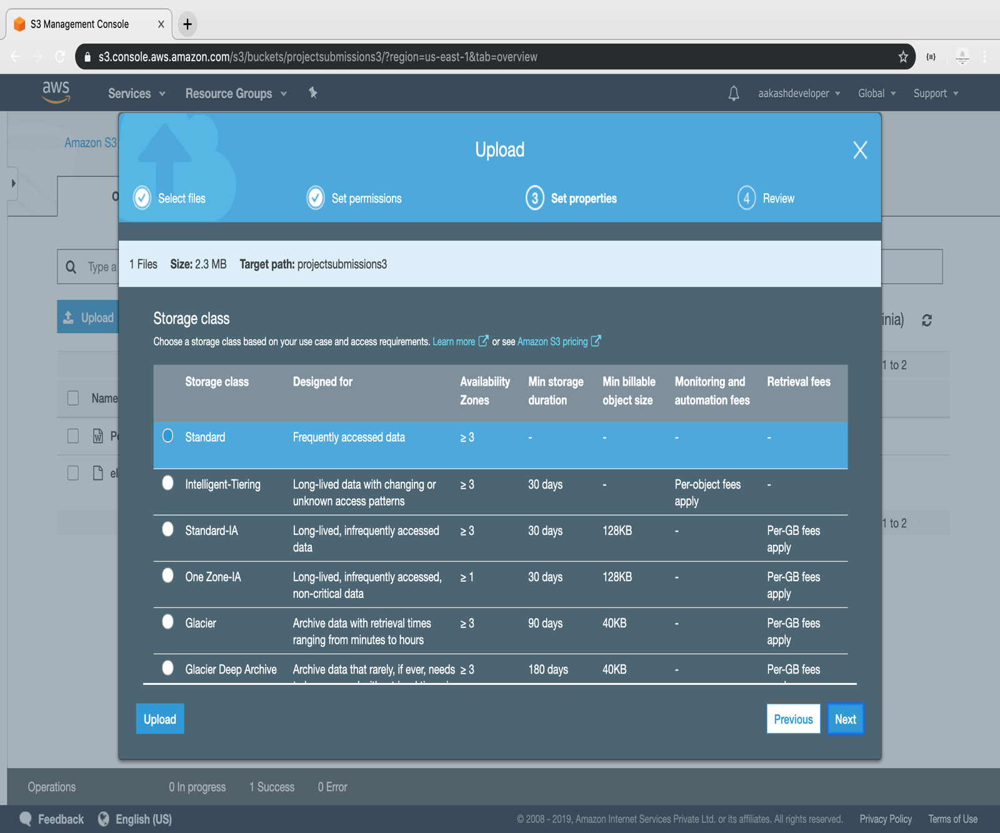 S3 Management Console
s3.console.aws.amazon.com/s3/buckets/projectsubmissions3/?region=us-east-1&tab=overview
aws Services Resource Groups aakashdeveloper Global Support
Amazon S3
Upload
Select files Set permissions 3 Set properties 4 Review
1 Files Size: 2.3 MB Target path: projectsubmissions3
Type a
Upload
Storage class
Choose a storage class based on your use case and access requirements. Learn more or see Amazon S3 pricing
1 to 2
Storage class Designed for Availability Zones Min storage duration Min billable object size Monitoring and automation fees Retrieval fees
Name
Standard Frequently accessed data ≥ 3 - - - -
Intelligent-Tiering Long-lived data with changing or unknown access patterns ≥ 3 30 days - Per-object fees apply -
Standard-IA Long-lived, infrequently accessed data ≥ 3 30 days 128KB - Per-GB fees apply
1 to 2
One Zone-IA Long-lived, infrequently accessed, non-critical data ≥ 1 30 days 128KB - Per-GB fees apply
Glacier Archive data with retrieval times ranging from minutes to hours ≥ 3 90 days 40KB - Per-GB fees apply
Glacier Deep Archive Archive data that rarely, if ever, needs ≥ 3 180 days 40KB - Per-GB fees
Upload Previous Next
Operations 0 In progress 1 Success 0 Error
Feedback English (US) © 2008 - 2019, Amazon Internet Services Private Ltd. or its affiliates. All rights reserved. Privacy Policy Terms of Use